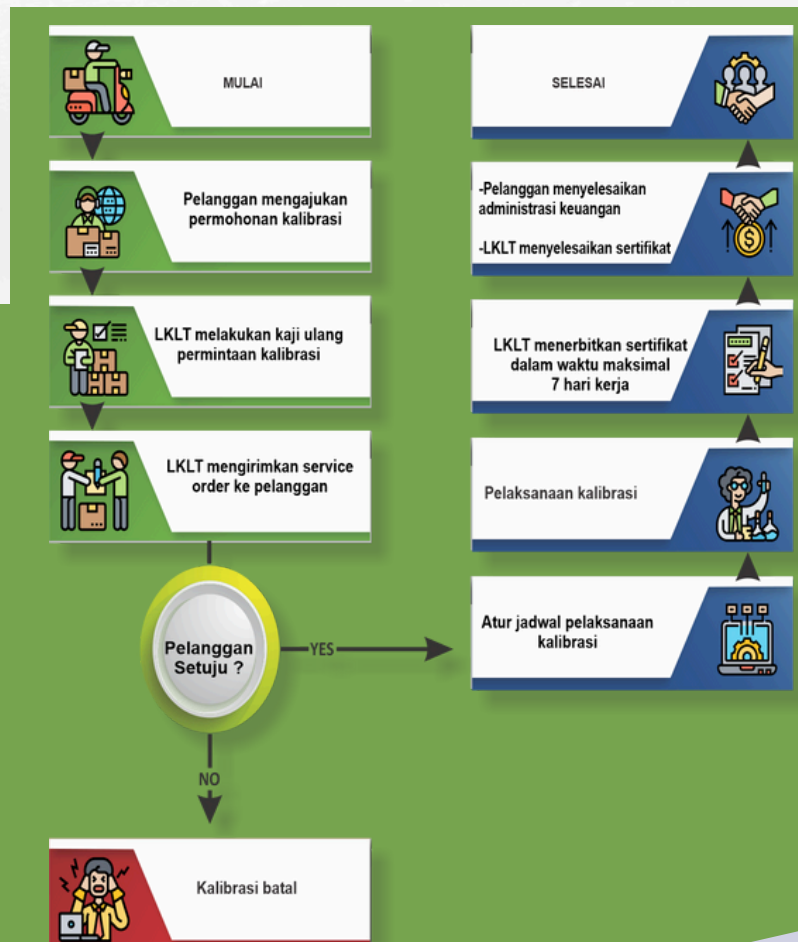 MULAI
Pelanggan mengajukan
permohonan kalibrasi
LKLT melakukan kaji ulang
permintaan kalibrasi
LKLT mengirimkan service
order ke pelanggan
Pelanggan
Setuju ?
YES
NO
Kalibrasi batal
Atur jadwal pelaksanaan
kalibrasi
Pelaksanaan kalibrasi
LKLT menerbitkan sertifikat
dalam waktu maksimal
7 hari kerja
-Pelanggan menyelesaikan
administrasi keuangan
-LKLT menyelesaikan sertifikat
SELESAI